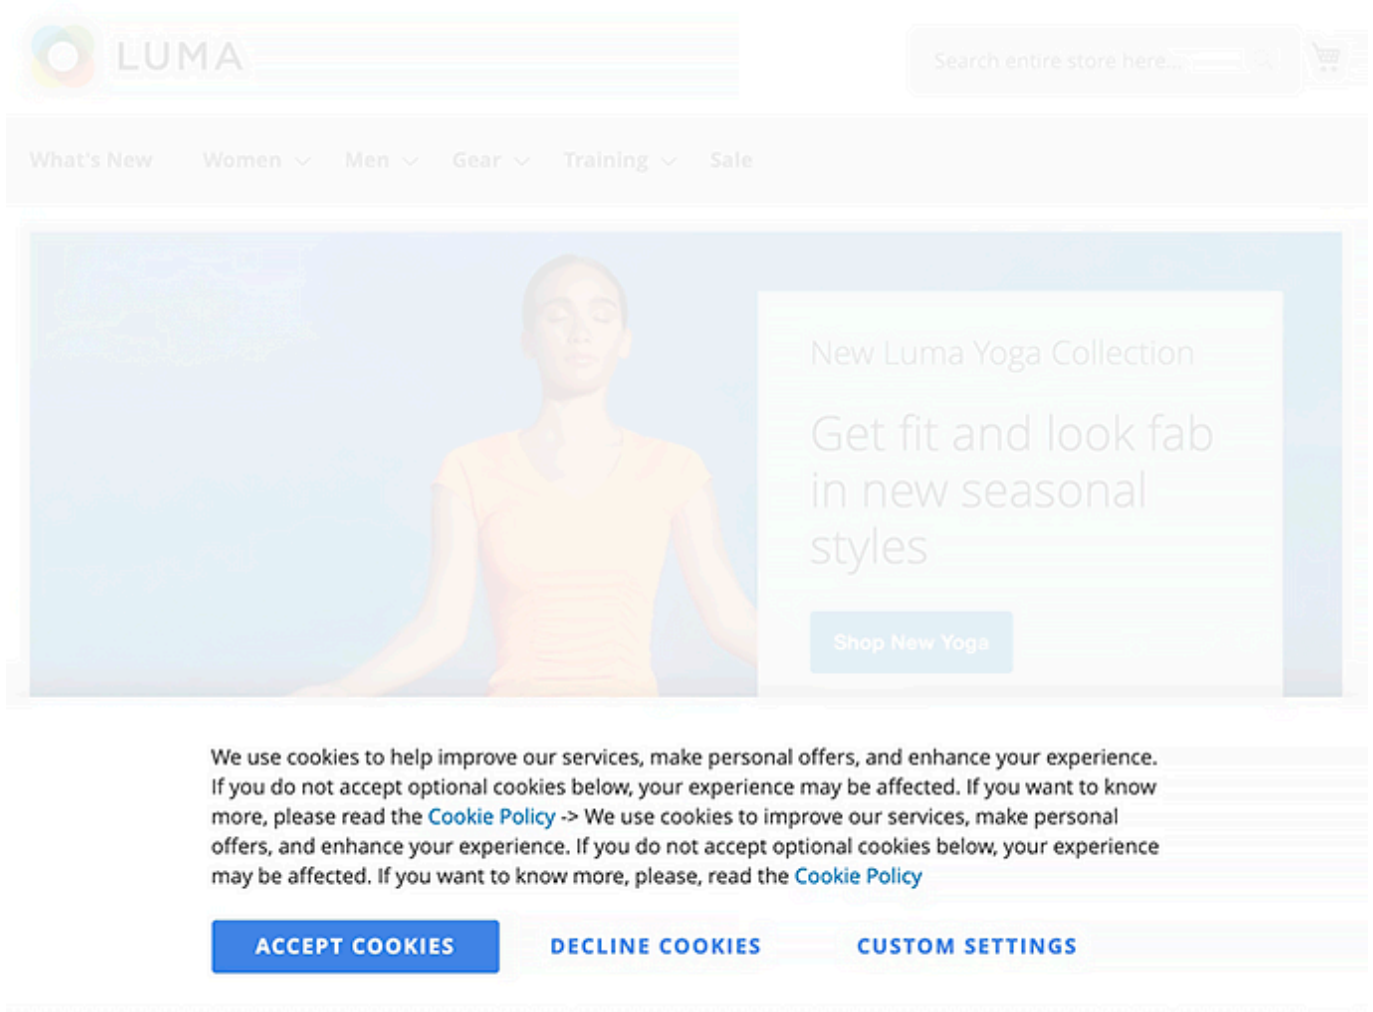 LUMA
Search entire store here...
What's New Women Men Gear Training Sale
New Luma Yoga Collection
Get fit and look fab
in new seasonal
styles
Shop New Yoga
We use cookies to help improve our services, make personal offers, and enhance your experience.
If you do not accept optional cookies below, your experience may be affected. If you want to know
more, please read the Cookie Policy -> We use cookies to improve our services, make personal
offers, and enhance your experience. If you do not accept optional cookies below, your experience
may be affected. If you want to know more, please, read the Cookie Policy
ACCEPT COOKIES DECLINE COOKIES CUSTOM SETTINGS